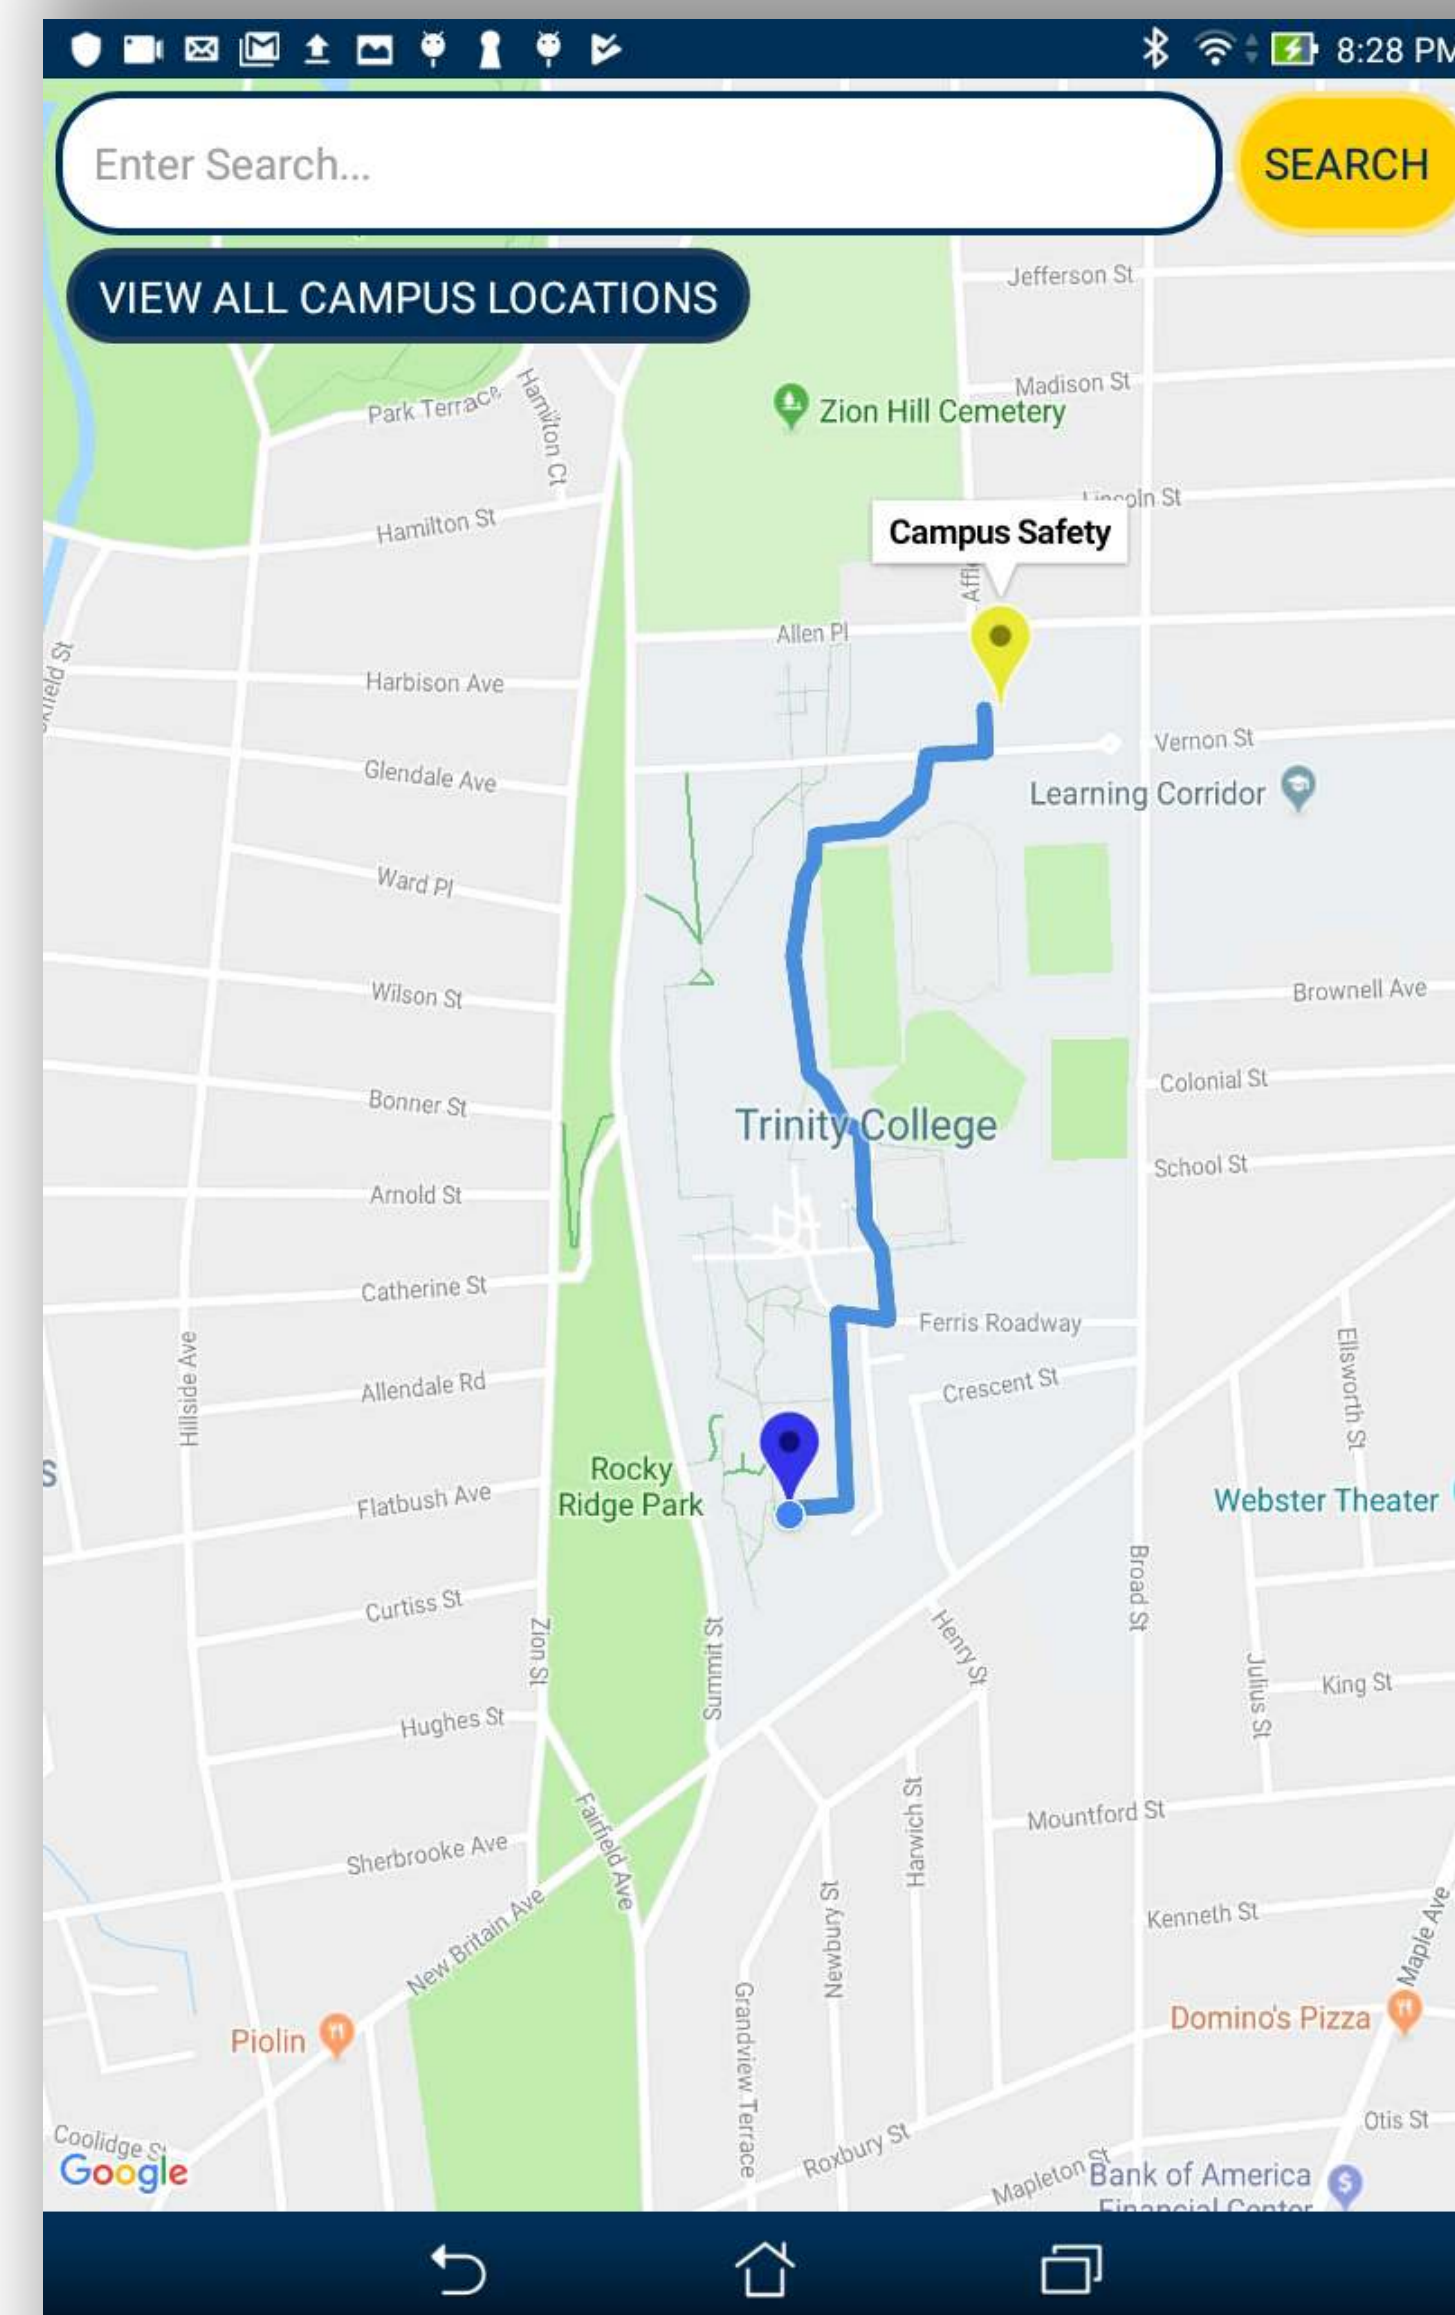 8:28 PM
Enter Search...
SEARCH
VIEW ALL CAMPUS LOCATIONS
Jefferson St
Park Terrace
Hamilton Ct
Madison St
Zion Hill Cemetery
Lincoln St
Hamilton St
Campus Safety
Allen Pl
Harbison Ave
Vernon St
Glendale Ave
Learning Corridor
Ward Pl
Wilson St
Brownell Ave
Colonial St
Bonner St
Trinity College
School St
Arnold St
Catherine St
Ferris Roadway
Hillside Ave
Ellsworth St
Allendale Rd
Crescent St
Rocky
Ridge Park
Flatbush Ave
Webster Theater
Broad St
Curtiss St
Zion St
Summit St
Henry St
Julius St
King St
Hughes St
Fairfield Ave
Harwich St
Mountford St
Sherbrooke Ave
New Britain Ave
Newbury St
Kenneth St
Maple Ave
Piolin
Grandview Terrace
Domino's Pizza
Coolidge St
Google
Roxbury St
Otis St
Mapleton St
Bank of America
Financial Center